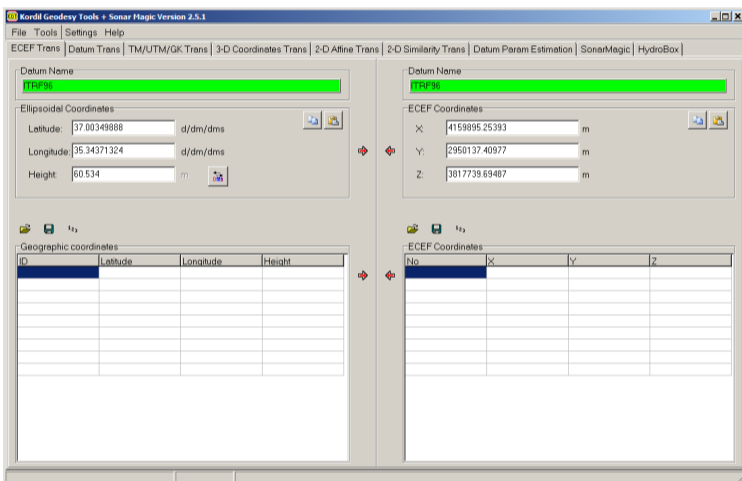 Kordil Geodesy Tools + Sonar Magic Version 2.5.1
File Tools Settings Help
ECEF Trans Datum Trans TM/UTM/GK Trans 3-D Coordinates Trans 2-D Affine Trans 2-D Similarity Trans Datum Param Estimation SonarMagic HydroBox
Datum Name
ITRF96
Ellipsoidal Coordinates
Latitude: 37.00349888 d/dm/dms
Longitude: 35.34371324 d/dm/dms
Height: 60.534 m
Datum Name
ITRF96
ECEF Coordinates
X: 4159895.25393 m
Y: 2950137.40977 m
Z: 3817739.69487 m
Geographic coordinates
ID Latitude Longitude Height
ECEF Coordinates
No X Y Z